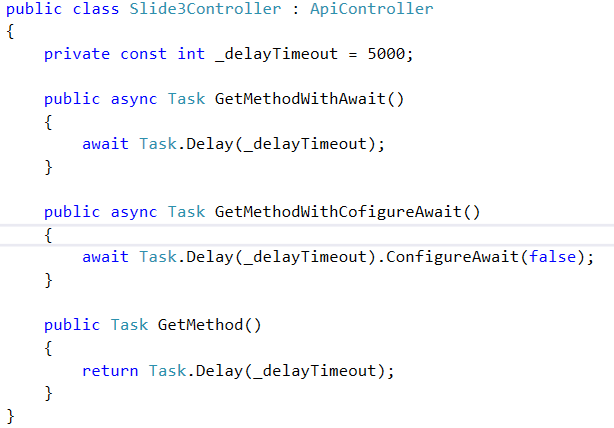 public class Slide3Controller : ApiController
{
    private const int _delayTimeout = 5000;
    public async Task GetMethodWithAwait()
    {
        await Task.Delay(_delayTimeout);
    }
    public async Task GetMethodWithCofigureAwait()
    {
        await Task.Delay(_delayTimeout).ConfigureAwait(false);
    }
    public Task GetMethod()
    {
        return Task.Delay(_delayTimeout);
    }
}